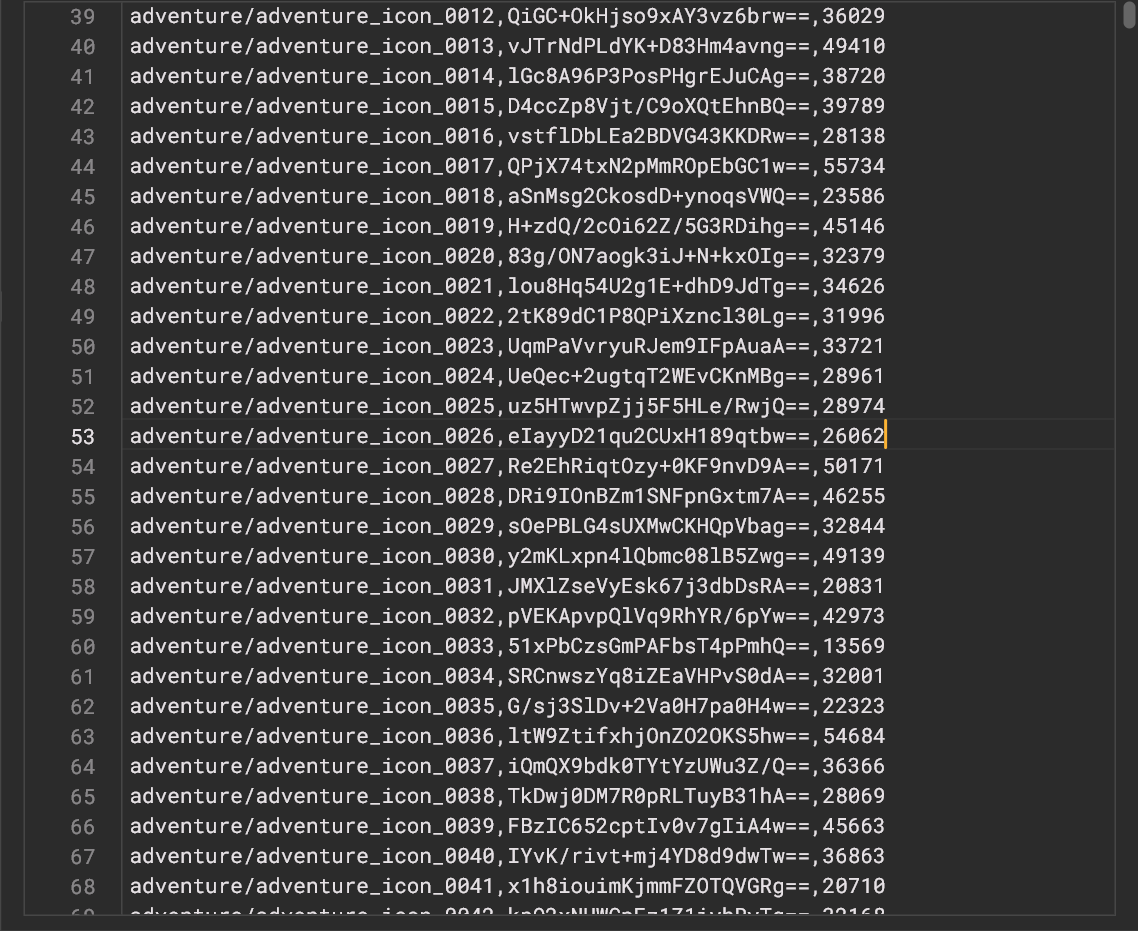 39 adventure/adventure_icon_0012,QiGC+OkHjso9xAY3vz6brw==,36029
40 adventure/adventure_icon_0013,vJTrNdPLdYK+D83Hm4avng==,49410
41 adventure/adventure_icon_0014,lGc8A96P3PosPHgrEJuCAg==,38720
42 adventure/adventure_icon_0015,D4ccZp8Vjt/C9oXQtEhnBQ==,39789
43 adventure/adventure_icon_0016,vstflDbLEa2BDVG43KKDRw==,28138
44 adventure/adventure_icon_0017,QPjX74txN2pMmROpEbGC1w==,55734
45 adventure/adventure_icon_0018,aSnMsg2CkosdD+ynoqsVWQ==,23586
46 adventure/adventure_icon_0019,H+zdQ/2cOi62Z/5G3RDihg==,45146
47 adventure/adventure_icon_0020,83g/ON7aogk3iJ+N+kxOIg==,32379
48 adventure/adventure_icon_0021,lou8Hq54U2g1E+dhD9JdTg==,34626
49 adventure/adventure_icon_0022,2tK89dC1P8QPiXzncl30Lg==,31996
50 adventure/adventure_icon_0023,UqmPaVvryuRJem9IFpAuaA==,33721
51 adventure/adventure_icon_0024,UeQec+2ugtqT2WEvCKnMBg==,28961
52 adventure/adventure_icon_0025,uz5HTwvpZjj5F5HLe/RwjQ==,28974
53 adventure/adventure_icon_0026,eIayyD21qu2CUxH189qtbw==,26062
54 adventure/adventure_icon_0027,Re2EhRiqtOzy+0KF9nvD9A==,50171
55 adventure/adventure_icon_0028,DRi9IOnBZm1SNFpnGxtm7A==,46255
56 adventure/adventure_icon_0029,sOePBLG4sUXMwCKHQpVbag==,32844
57 adventure/adventure_icon_0030,y2mKLxpn4lQbmc08lB5Zwg==,49139
58 adventure/adventure_icon_0031,JMXlZseVyEsk67j3dbDsRA==,20831
59 adventure/adventure_icon_0032,pVEKApvpQlVq9RhYR/6pYw==,42973
60 adventure/adventure_icon_0033,51xPbCzsGmPAFbsT4pPmhQ==,13569
61 adventure/adventure_icon_0034,SRCnwszYq8iZEaVHPvS0dA==,32001
62 adventure/adventure_icon_0035,G/sj3SlDv+2Va0H7pa0H4w==,22323
63 adventure/adventure_icon_0036,ltW9ZtifxhjOnZO2OKS5hw==,54684
64 adventure/adventure_icon_0037,iQmQX9bdk0TYtYzUWu3Z/Q==,36366
65 adventure/adventure_icon_0038,TkDwj0DM7R0pRLTuyB31hA==,28069
66 adventure/adventure_icon_0039,FBzIC652cptIv0v7gIiA4w==,45663
67 adventure/adventure_icon_0040,IYvK/rivt+mj4YD8d9dwTw==,36863
68 adventure/adventure_icon_0041,x1h8iouimKjmmFZOTQVGRg==,20710